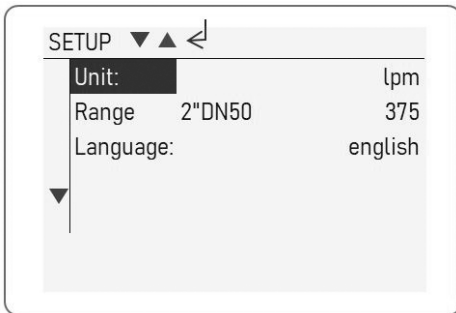 SETUP ▼ ▲ ↵
Unit: lpm
Range 2"DN50 375
Language: english
▼